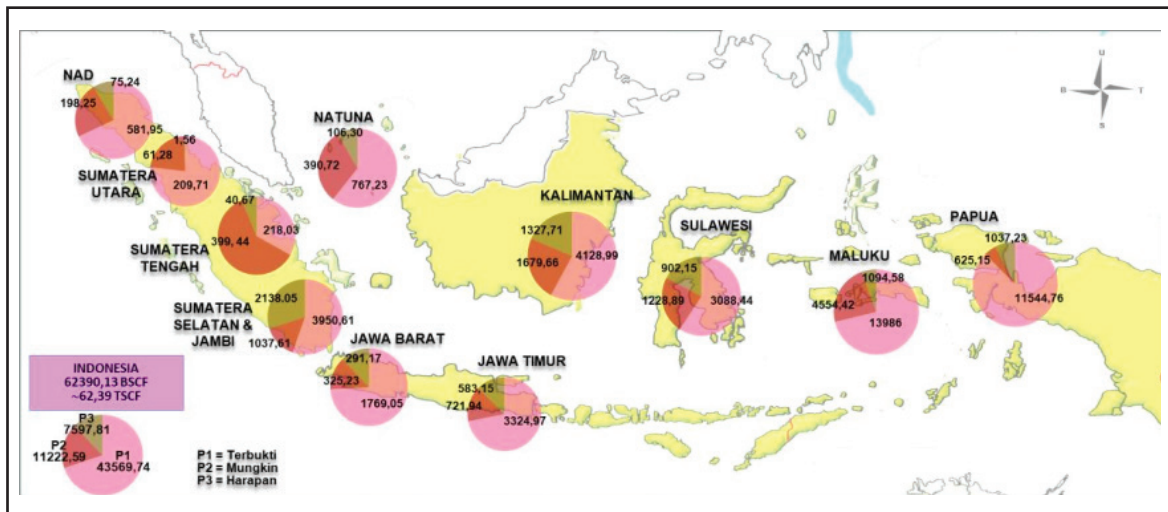 NAD
75,24
198,25
581,95
1,56
61,28
SUMATERA
UTARA
209,71
NATUNA
106,30
390,72
767,23
40,67
218,03
399, 44
SUMATERA
TENGAH
2138.05
SUMATERA
SELATAN &
JAMBI
3950,61
1037,61
KALIMANTAN
1327,71
1679,66
4128,99
SULAWESI
902,15
1228,89
3088,44
MALUKU
1094,58
4554,42
13986
PAPUA
1037,23
625,15
11544,76
JAWA BARAT
291,17
325,23
1769,05
JAWA TIMUR
583,15
721,94
3324,97
U
B
T
S
INDONESIA
62390,13 BSCF
~62,39 TSCF
P3
7597,81
P2
11222,59
P1
43569,74
P1 = Terbukti
P2 = Mungkin
P3 = Harapan